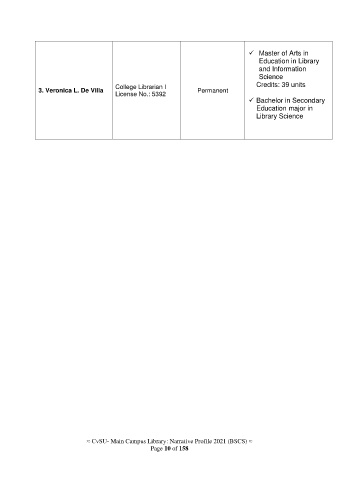 3. Veronica L. De Villa
College Librarian I
License No.: 5392
Permanent
✓ Master of Arts in
Education in Library
and Information
Science
Credits: 39 units
✓ Bachelor in Secondary
Education major in
Library Science
≈ CvSU- Main Campus Library: Narrative Profile 2021 (BSCS) ≈
Page 10 of 158